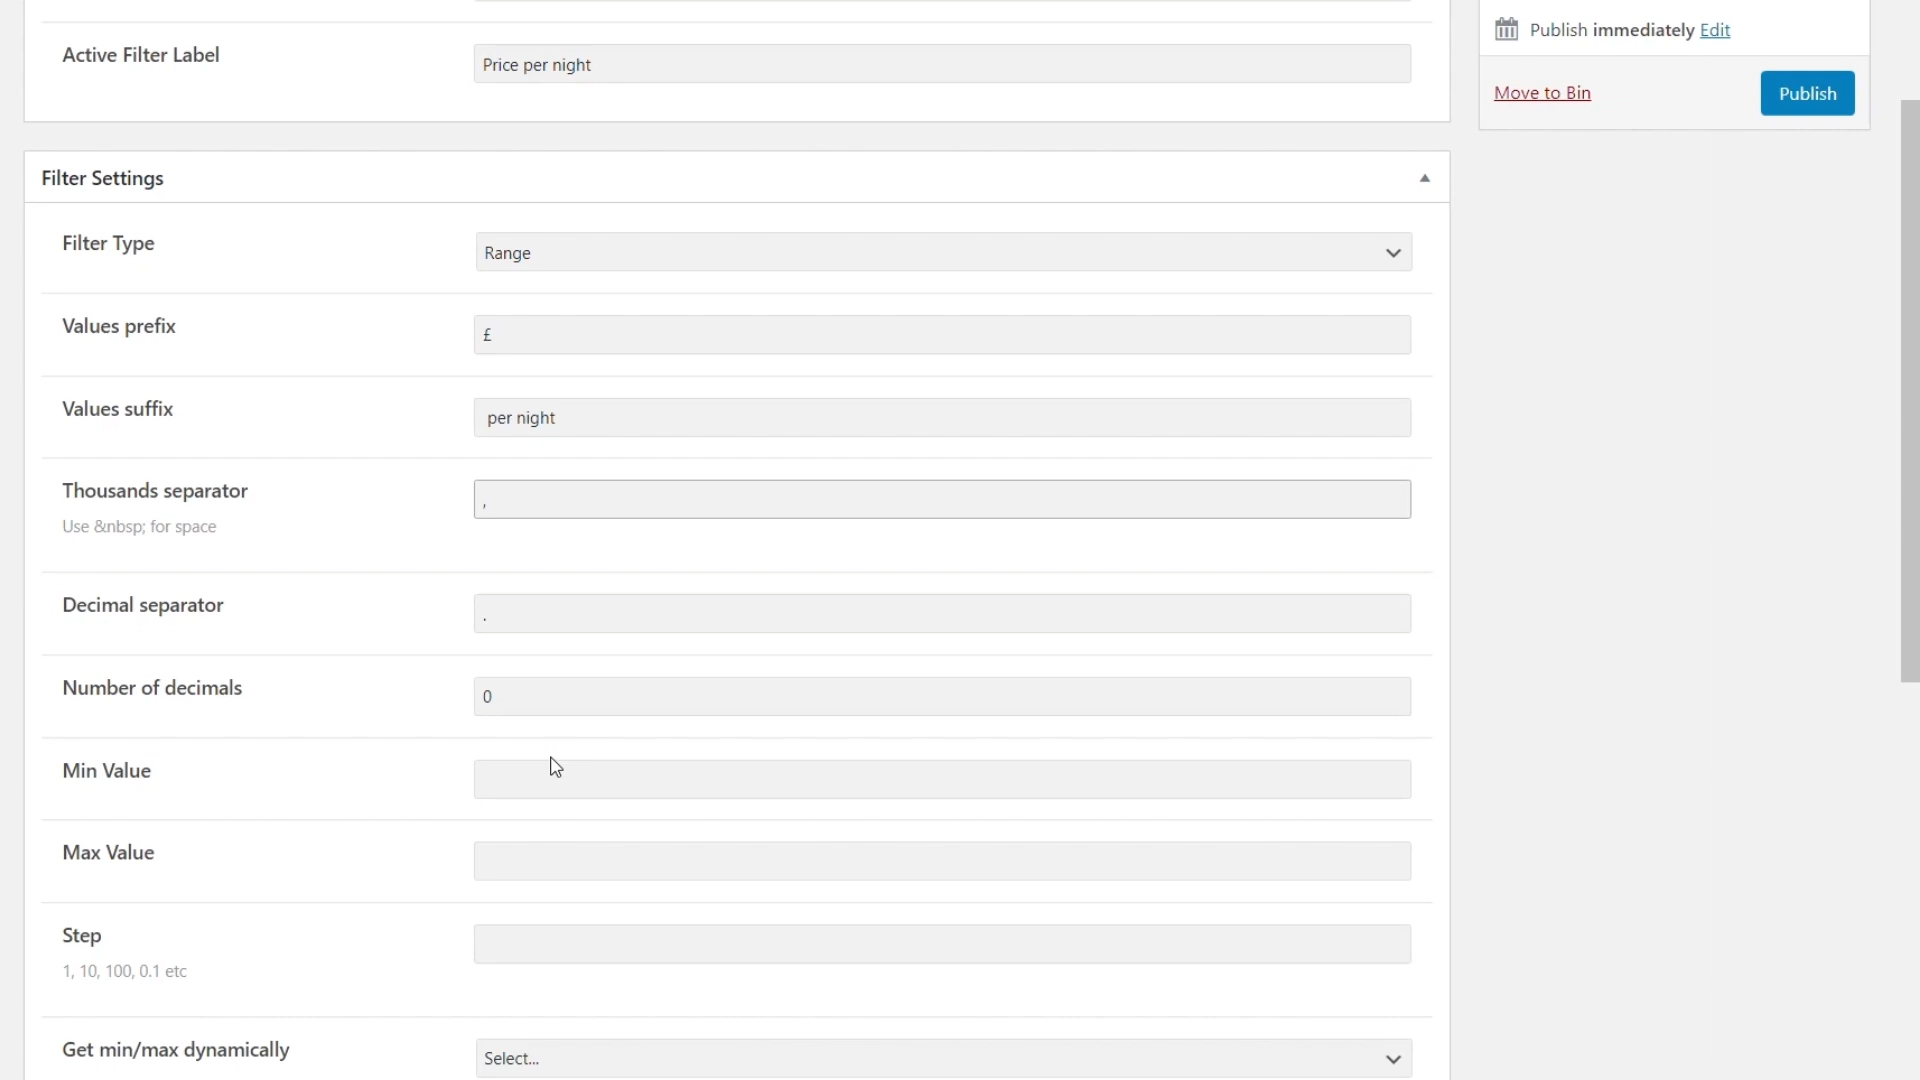 Active Filter Label
Price per night
Publish immediately Edit
Move to Bin
Publish
Filter Settings
Filter Type
Range
Values prefix
£
Values suffix
per night
Thousands separator
,
Use &nbsp; for space
Decimal separator
.
Number of decimals
0
Min Value
Max Value
Step
1, 10, 100, 0.1 etc
Get min/max dynamically
Select...